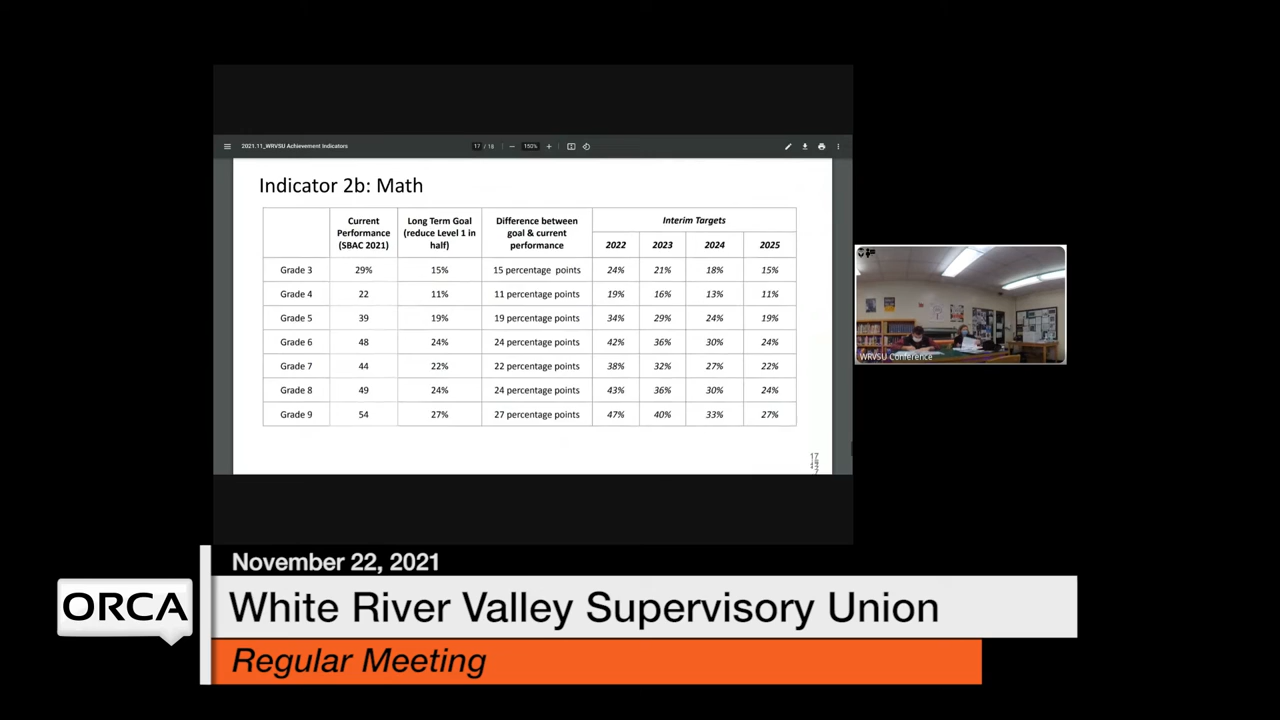 2021.11_WRVSU Achievement Indicators 17 / 18 150%
Indicator 2b: Math
Current Performance (SBAC 2021) Long Term Goal (reduce Level 1 in half) Difference between goal & current performance Interim Targets
2022 2023 2024 2025
Grade 3 29% 15% 15 percentage points 24% 21% 18% 15%
Grade 4 22 11% 11 percentage points 19% 16% 13% 11%
Grade 5 39 19% 19 percentage points 34% 29% 24% 19%
Grade 6 48 24% 24 percentage points 42% 36% 30% 24%
Grade 7 44 22% 22 percentage points 38% 32% 27% 22%
Grade 8 49 24% 24 percentage points 43% 36% 30% 24%
Grade 9 54 27% 27 percentage points 47% 40% 33% 27%
WRVSU Conference
November 22, 2021
ORCA
White River Valley Supervisory Union
Regular Meeting